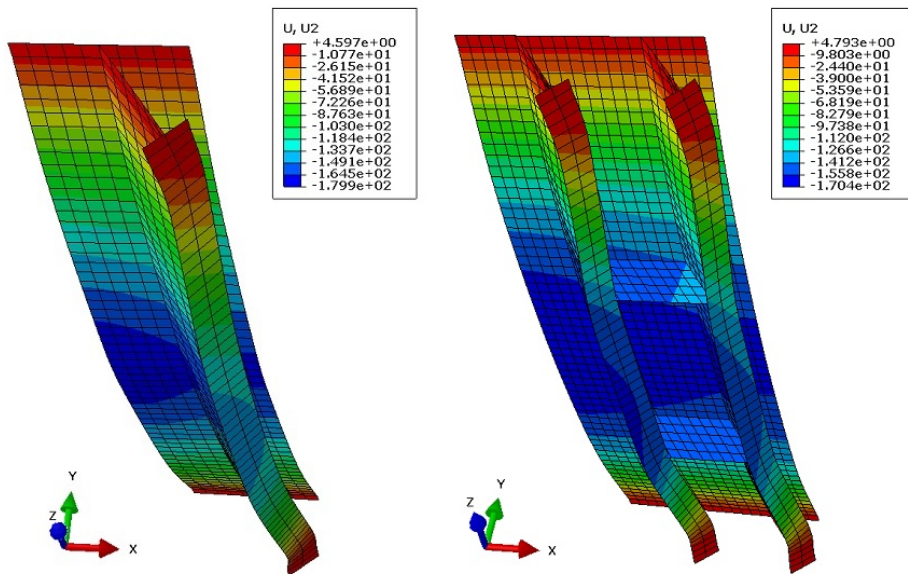 U, U2
+4.597e+00
-1.077e+01
-2.615e+01
-4.152e+01
-5.689e+01
-7.226e+01
-8.763e+01
-1.030e+02
-1.184e+02
-1.337e+02
-1.491e+02
-1.645e+02
-1.799e+02
U, U2
+4.793e+00
-9.803e+00
-2.440e+01
-3.900e+01
-5.359e+01
-6.819e+01
-8.279e+01
-9.738e+01
-1.120e+02
-1.266e+02
-1.412e+02
-1.558e+02
-1.704e+02
Y
Z
X
Y
Z
X